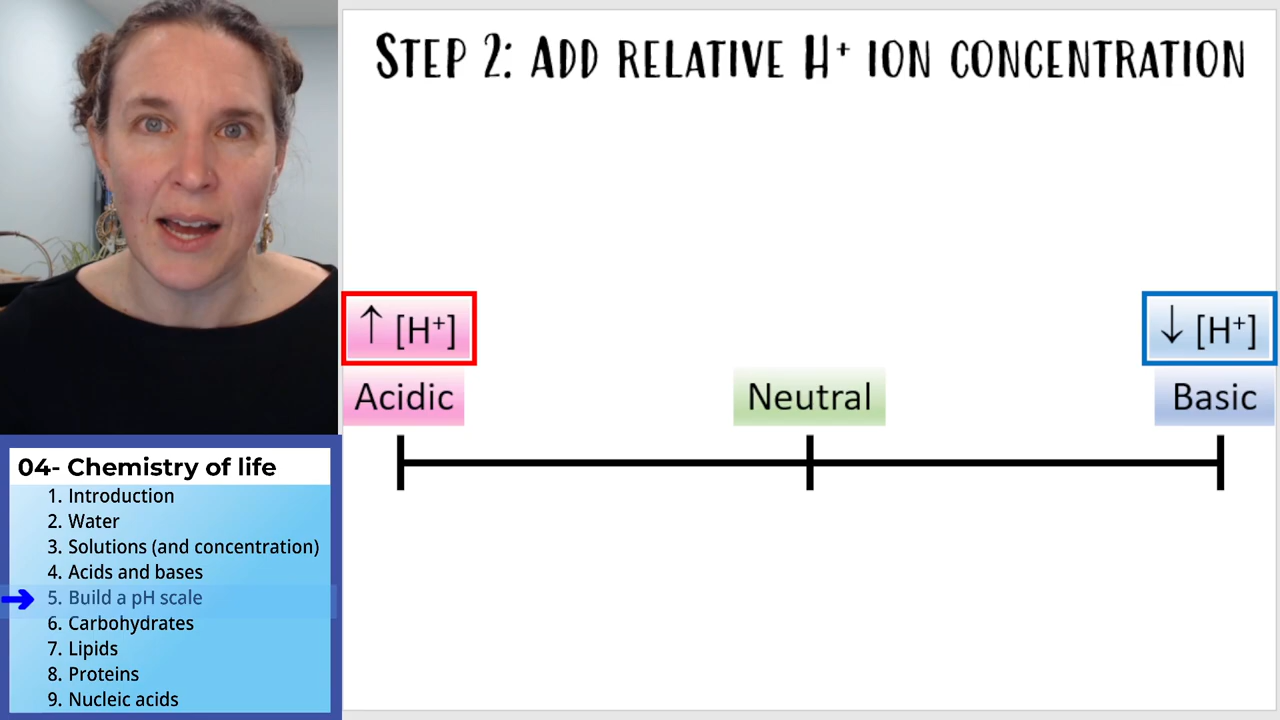 STEP 2: ADD RELATIVE H⁺ ION CONCENTRATION
↑ [H⁺]
↓ [H⁺]
Acidic
Neutral
Basic
04- Chemistry of life
1. Introduction
2. Water
3. Solutions (and concentration)
4. Acids and bases
5. Build a pH scale
6. Carbohydrates
7. Lipids
8. Proteins
9. Nucleic acids